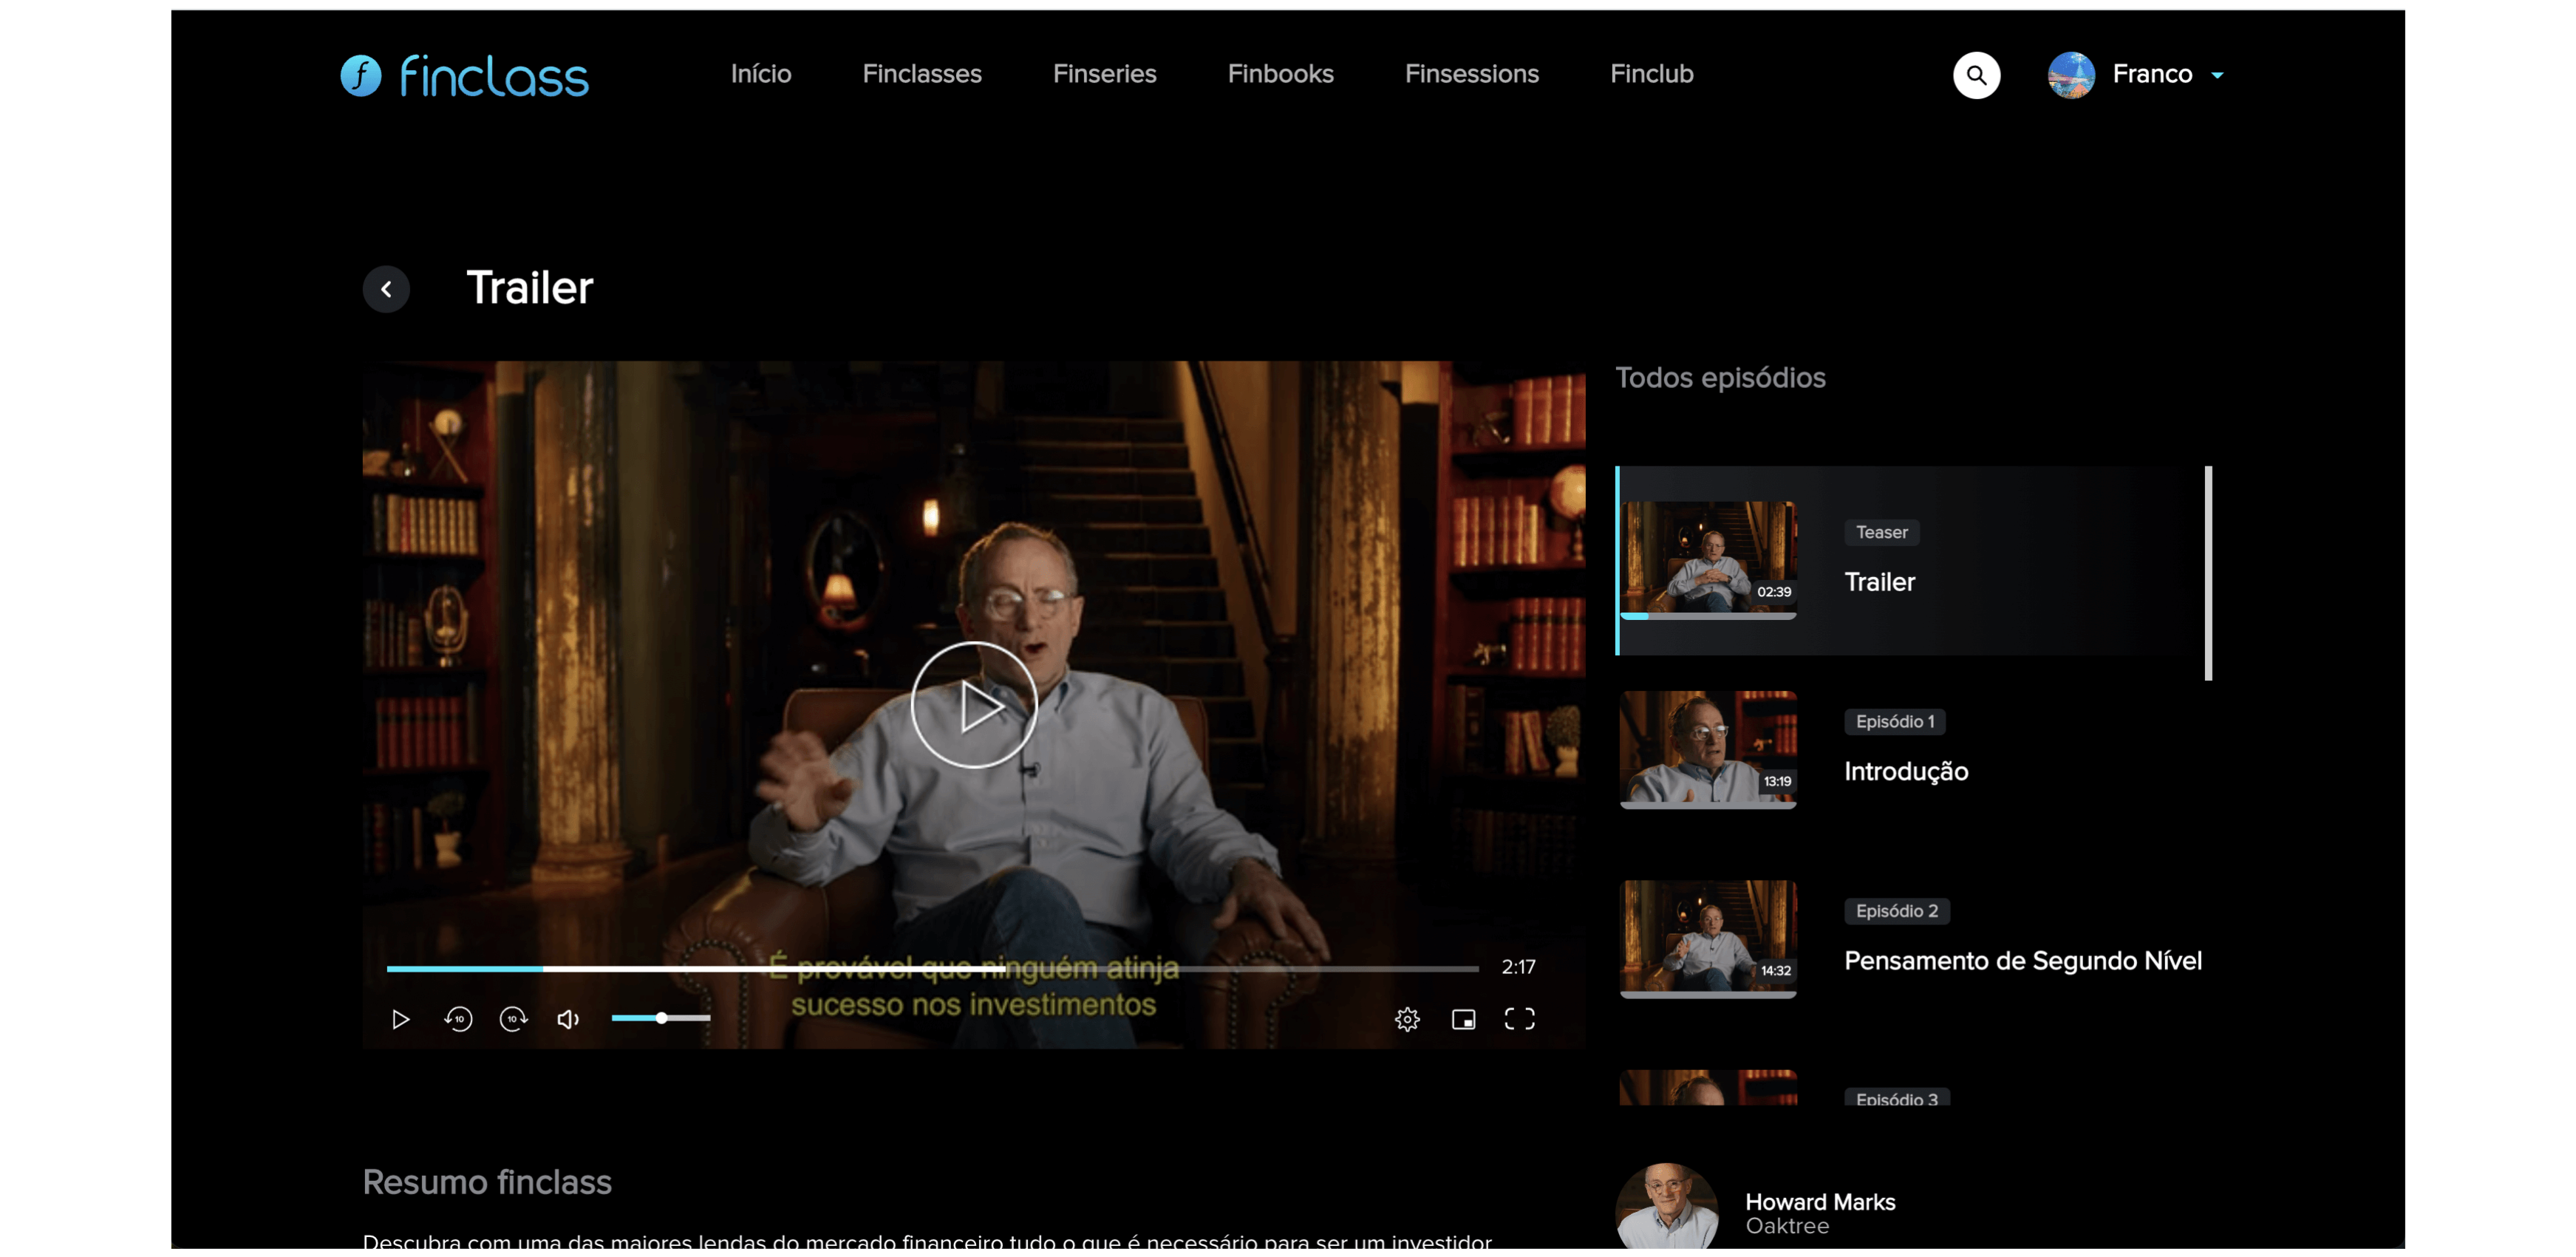 finclass
Início
Finclasses
Finseries
Finbooks
Finsessions
Finclub
Franco
Trailer
É provável que ninguém atinja
sucesso nos investimentos
2:17
10
10
Todos episódios
Teaser
Trailer
02:39
Episódio 1
Introdução
13:19
Episódio 2
Pensamento de Segundo Nível
14:32
Episódio 3
Resumo finclass
Descubra com uma das maiores lendas do mercado financeiro tudo o que é necessário para ser um investidor
Howard Marks
Oaktree